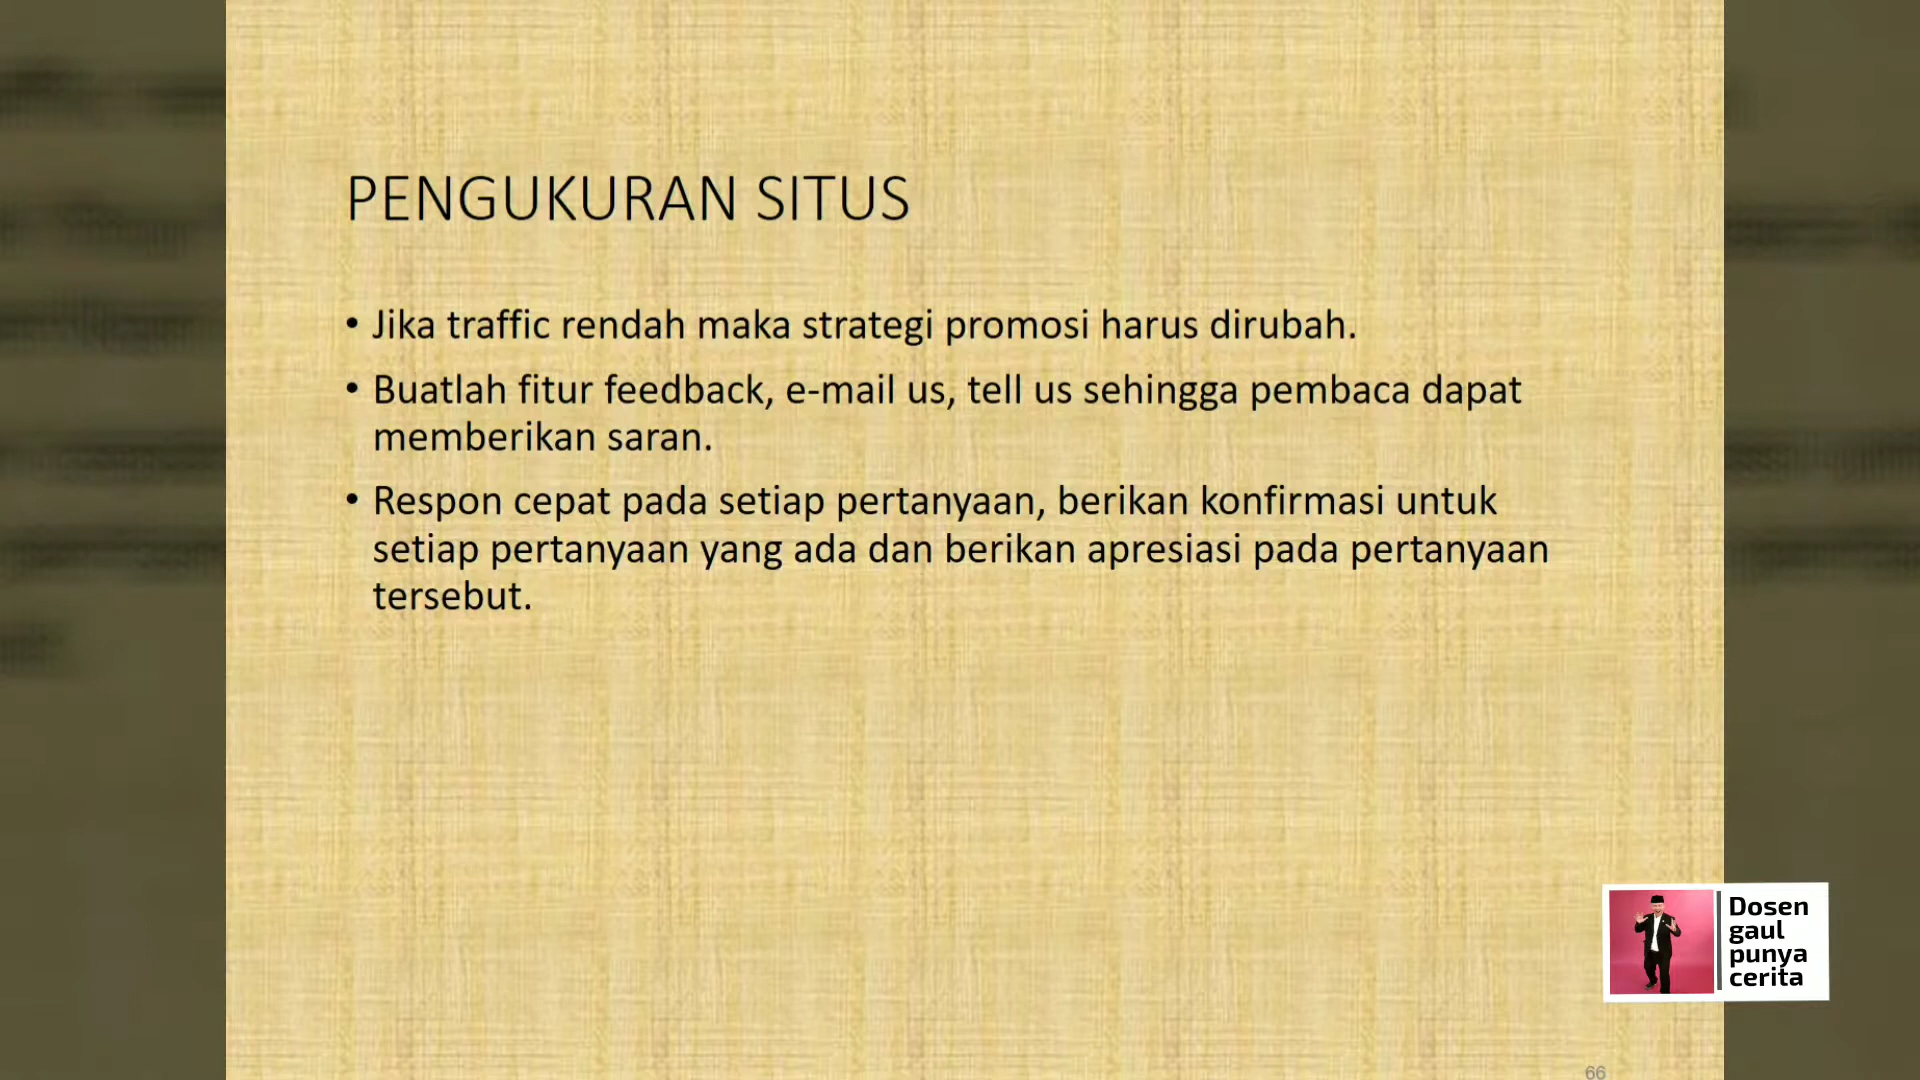 PENGUKURAN SITUS
• Jika traffic rendah maka strategi promosi harus dirubah.
• Buatlah fitur feedback, e-mail us, tell us sehingga pembaca dapat
memberikan saran.
• Respon cepat pada setiap pertanyaan, berikan konfirmasi untuk
setiap pertanyaan yang ada dan berikan apresiasi pada pertanyaan
tersebut.
Dosen
gaul
punya
cerita
66